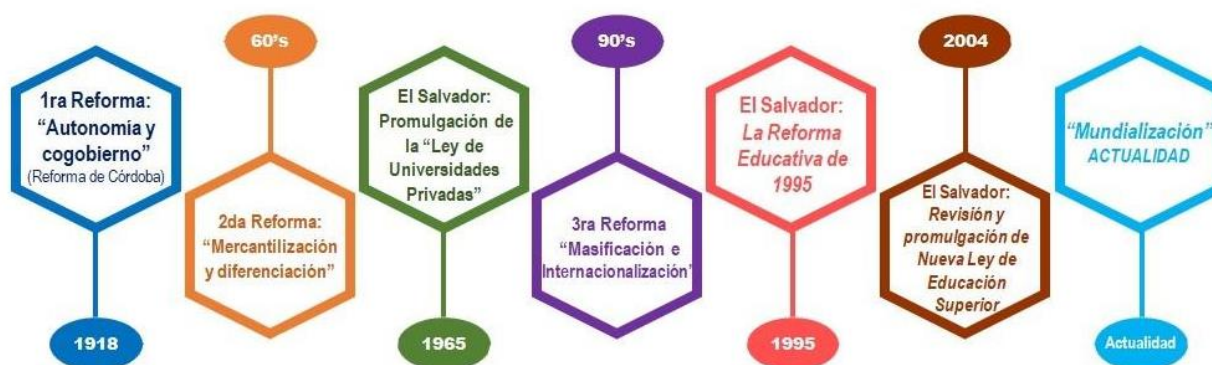 1ra Reforma:
“Autonomía y
cogobierno”
(Reforma de Córdoba)
1918
60’s
2da Reforma:
“Mercantilización
y diferenciación”
El Salvador:
Promulgación de
la “Ley de
Universidades
Privadas”
1965
90’s
3ra Reforma
“Masificación e
Internacionalización’
El Salvador:
La Reforma
Educativa de
1995
1995
2004
El Salvador:
Revisión y
promulgación de
Nueva Ley de
Educación
Superior
“Mundialización”
ACTUALIDAD
Actualidad